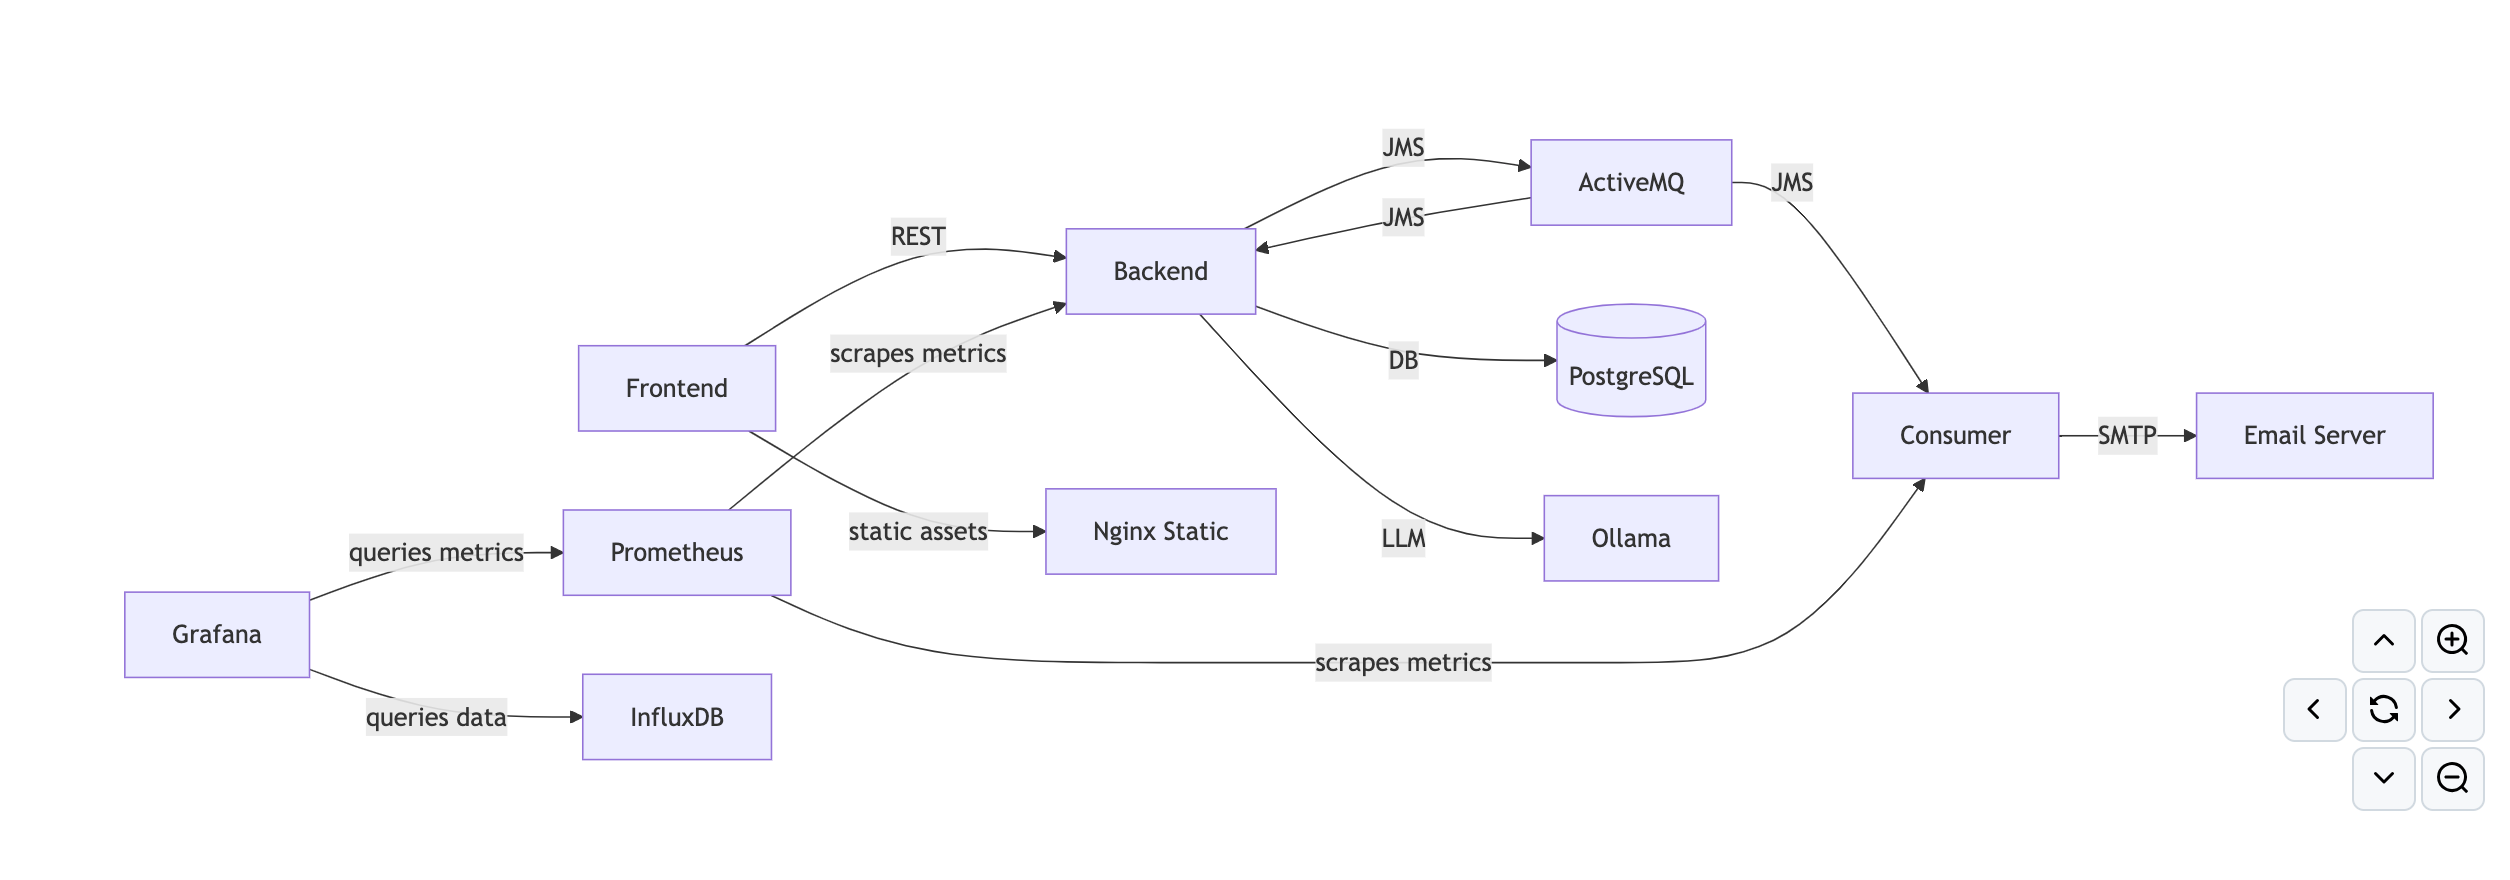 JMS
ActiveMQ
JMS
JMS
REST
Backend
scrapes metrics
DB
PostgreSQL
Frontend
Consumer
SMTP
Email Server
static assets
Nginx Static
LLM
Ollama
queries metrics
Prometheus
Grafana
scrapes metrics
queries data
InfluxDB